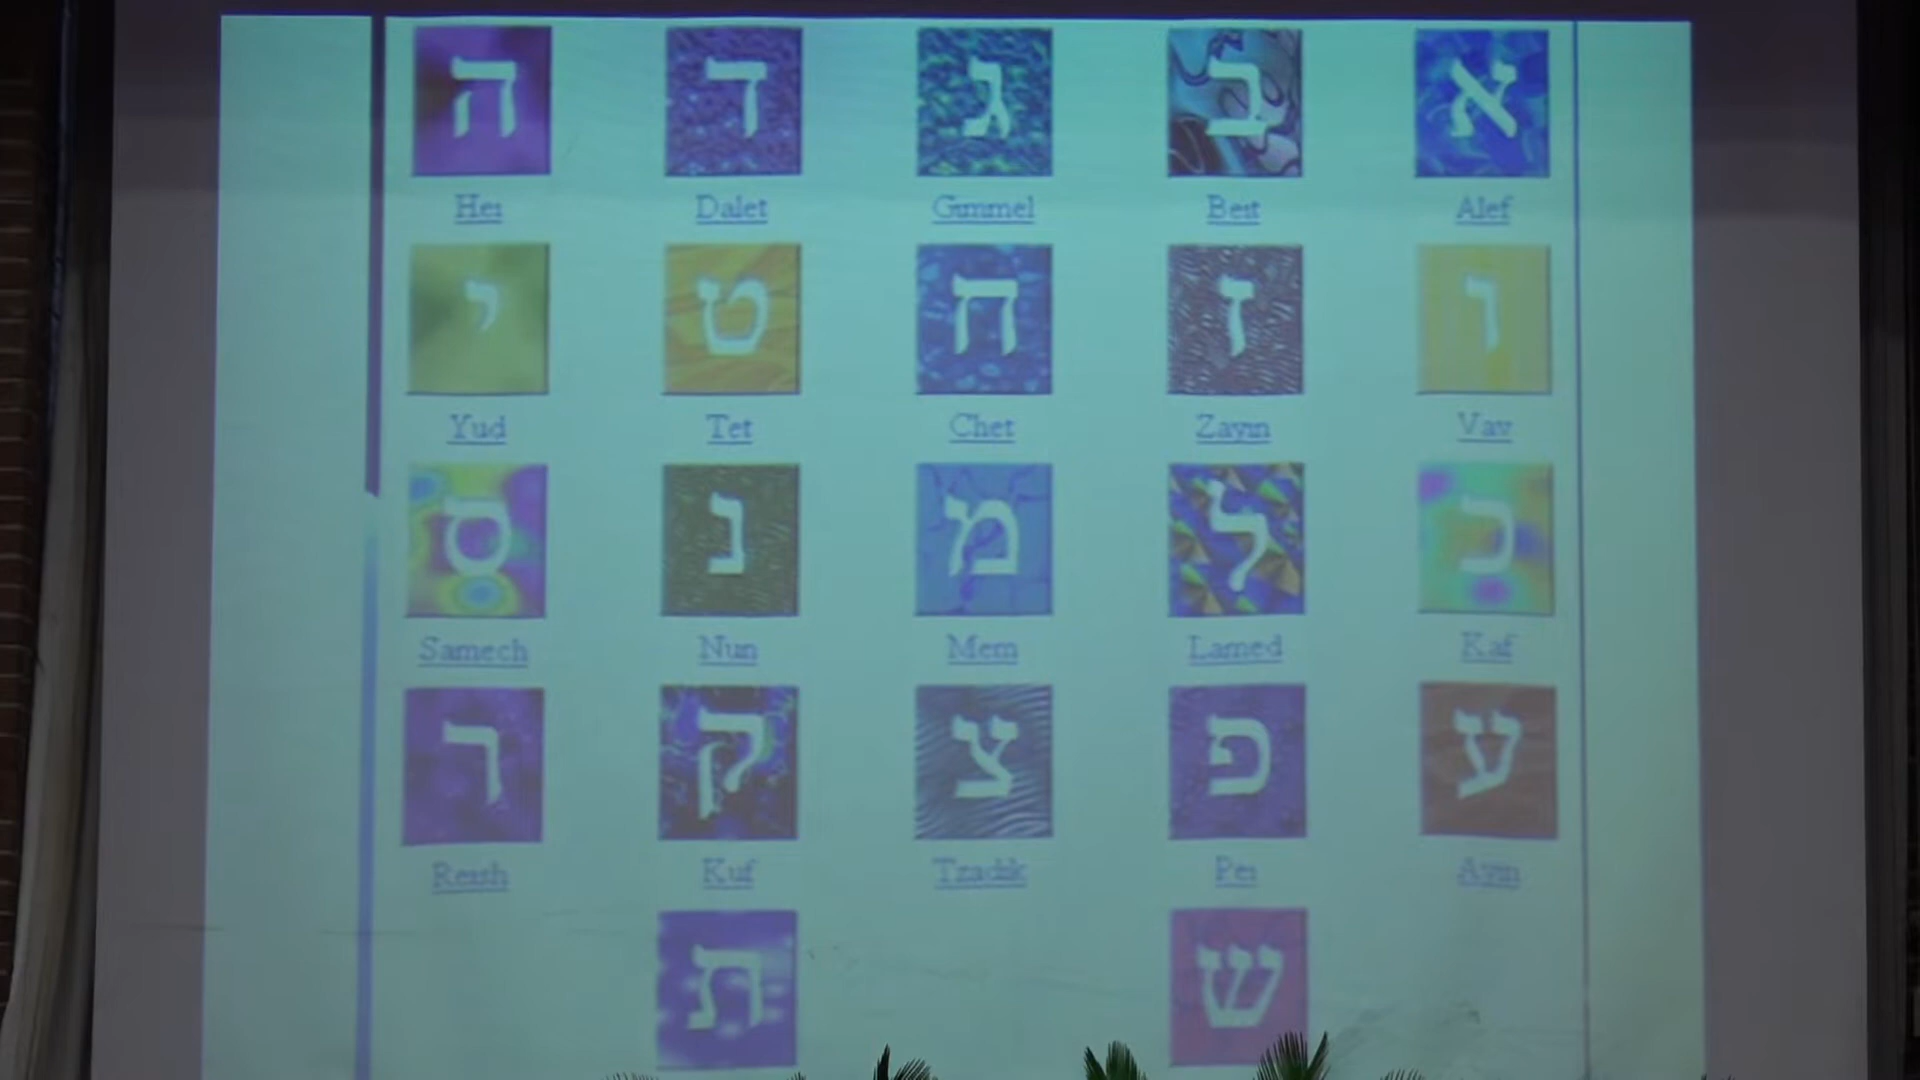 א ב ג ד ה
Alef Beit Gimmel Dalet Hei
ו ז ח ט י
Vav Zayin Chet Tet Yud
כ ל מ נ ס
Kaf Lamed Mem Nun Samech
ע פ צ ק ר
Ayin Pei Tzadik Kuf Reish
ש ת